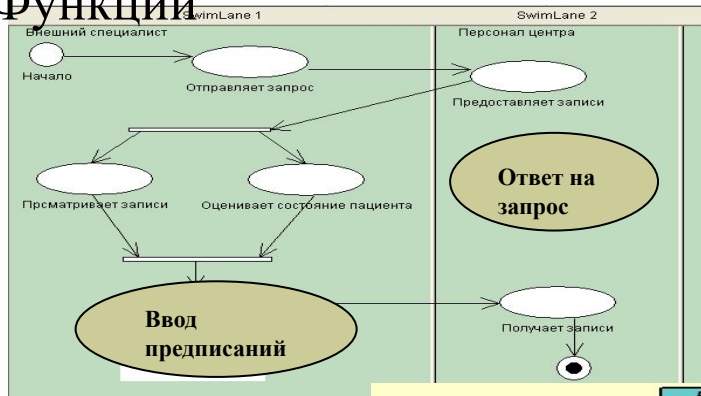 Функции
SwimLane 1
SwimLane 2
Внешний специалист
Персонал центра
Начало
Отправляет запрос
Предоставляет записи
Ответ на
запрос
Прсматривает записи
Оценивает состояние пациента
Ввод
предписаний
Получает записи